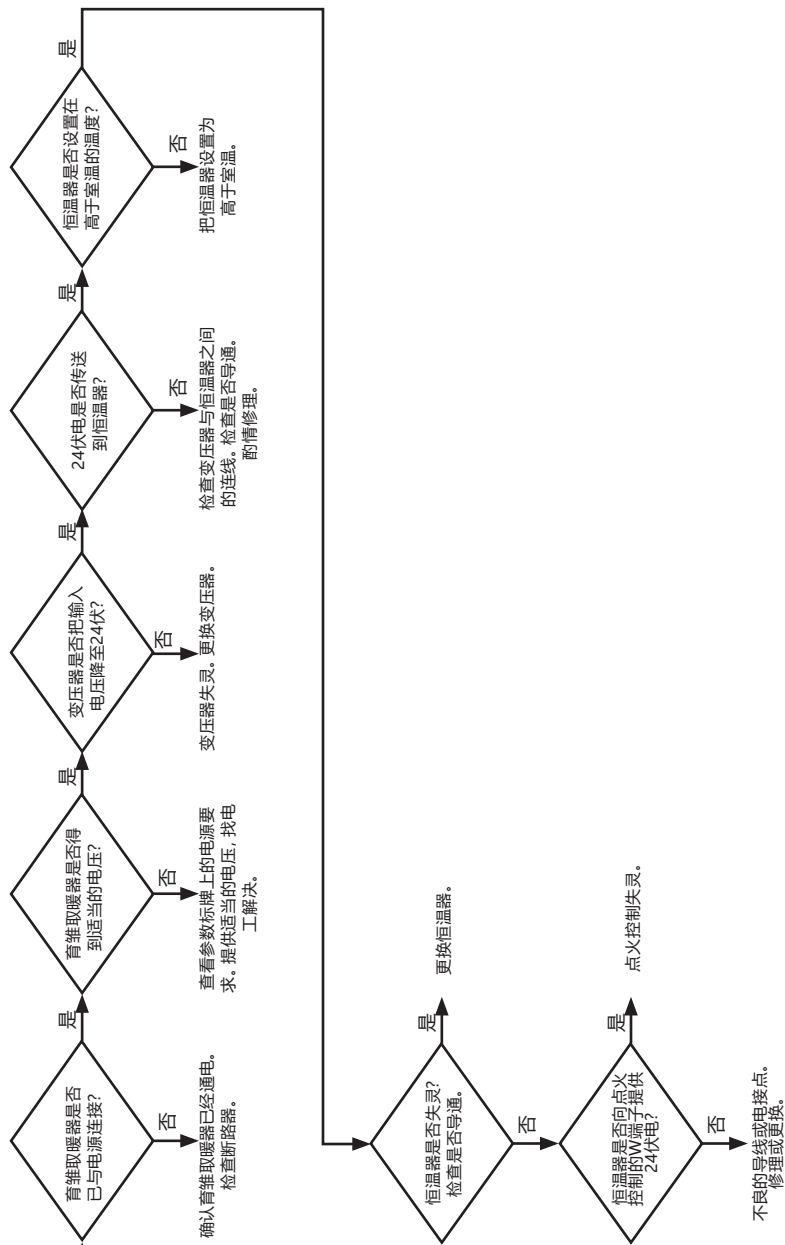 育雏取暖器是否
已与电源连接?
是
否
确认育雏取暖器已经通电。
检查断路器。
育雏取暖器是否得
到适当的电压?
是
否
查看参数标牌上的电源要
求。提供适当的电压, 找电
工解决。
变压器是否把输入
电压降至24伏?
是
否
变压器失灵。更换变压器。
24伏电是否传送
到恒温器?
是
否
检查变压器与恒温器之间
的连线。检查是否导通。
酌情修理。
恒温器是否设置在
高于室温的温度?
是
否
把恒温器设置为
高于室温。
恒温器是否失灵?
检查是否导通。
是
更换恒温器。
否
恒温器是否向点火
控制的W端子提供
24伏电?
是
点火控制失灵。
否
不良的导线或电接点。
修理或更换。